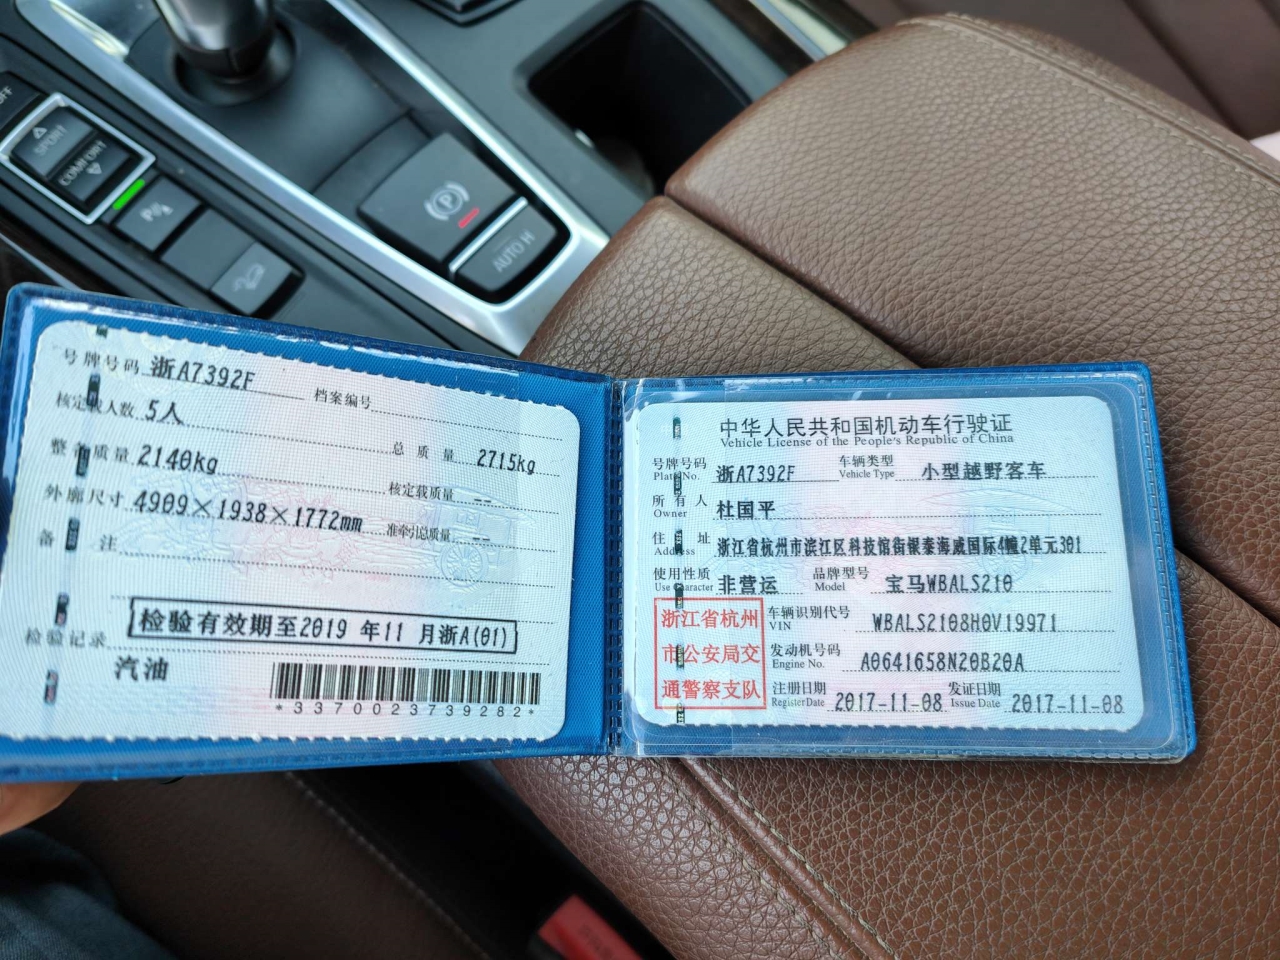 OFF
SPORT
COMFORT
P
AUTO H
号牌号码 浙A7392F 档案编号
核定载人数 5人
整备质量 2140kg 总质量 2715kg
外廓尺寸 4909×1938×1772mm 核定载质量 --
备注 准牵引总质量 --
检验记录 检验有效期至2019 年11 月浙A(01)
汽油
*3370023739282*
中华人民共和国机动车行驶证
Vehicle License of the People's Republic of China
号牌号码 浙A7392F 车辆类型 小型越野客车
Plate No. Vehicle Type
所有人 杜国平
Owner
住址 浙江省杭州市滨江区科技馆街银泰海威国际4幢2单元301
Address
使用性质 非营运 品牌型号 宝马WBALS210
Use Character Model
浙江省杭州市公安局交通警察支队
车辆识别代号 WBALS2108H0V19971
VIN
发动机号码 A0641658N20B20A
Engine No.
注册日期 2017-11-08 发证日期 2017-11-08
Register Date Issue Date